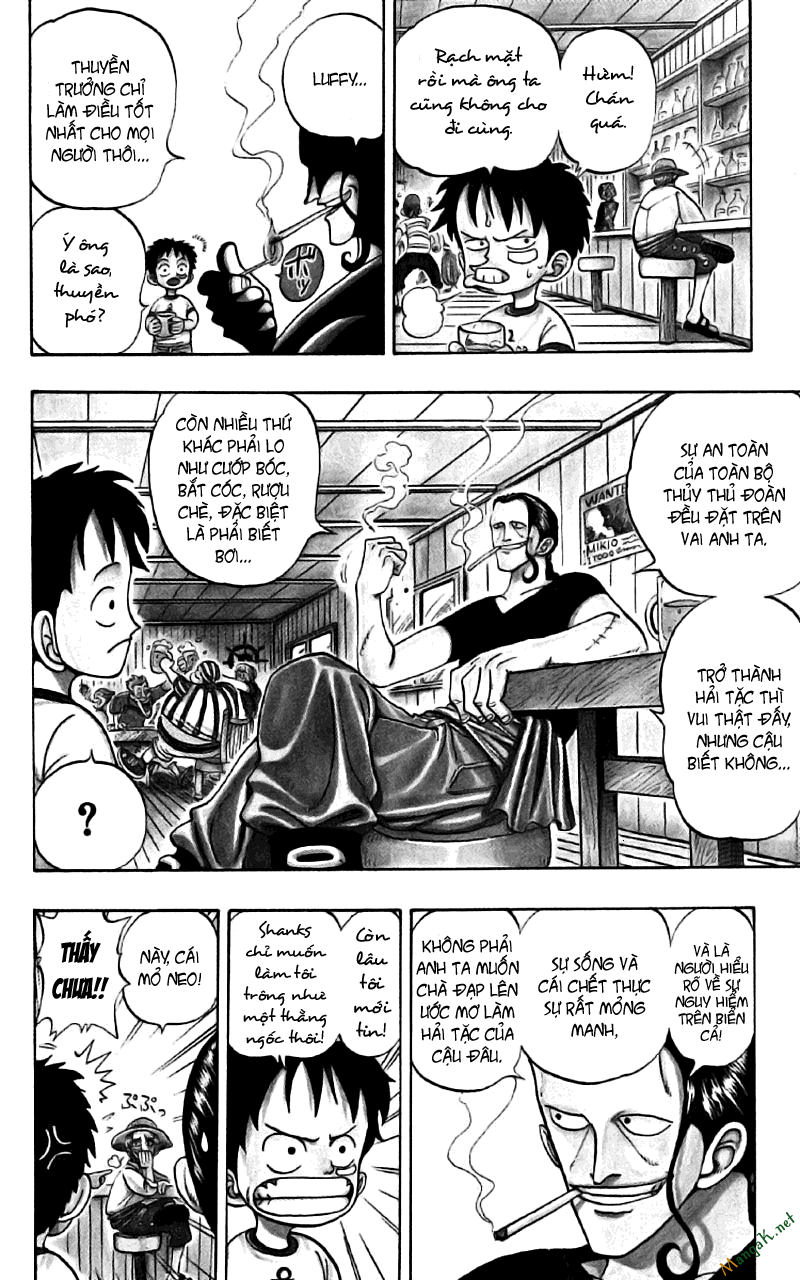 Hừm!
Chán
quá.
Rạch mặt
rồi mà ông ta
cũng không cho
đi cùng.
LUFFY...
THUYỀN
TRƯỞNG CHỈ
LÀM ĐIỀU TỐT
NHẤT CHO MỌI
NGƯỜI THÔI...
ボッ
Ý ông
là sao,
thuyền
phó?
SỰ AN TOÀN
CỦA TOÀN BỘ
THỦY THỦ ĐOÀN
ĐỀU ĐẶT TRÊN
VAI ANH TA.
WANTE
MIKIO
TRỞ THÀNH
HẢI TẶC THÌ
VUI THẬT ĐẤY,
NHƯNG CẬU
BIẾT KHÔNG...
CÒN NHIỀU THỨ
KHÁC PHẢI LO
NHƯ CƯỚP BÓC,
BẮT CÓC, RƯỢU
CHÈ, ĐẶC BIỆT
LÀ PHẢI BIẾT
BƠI...
?
VÀ LÀ
NGƯỜI HIỂU
RÕ VỀ SỰ
NGUY HIỂM
TRÊN BIỂN
CẢ!
SỰ SỐNG VÀ
CÁI CHẾT THỰC
SỰ RẤT MỎNG
MANH,
KHÔNG PHẢI
ANH TA MUỐN
CHÀ ĐẠP LÊN
ƯỚC MƠ LÀM
HẢI TẶC CỦA
CẬU ĐÂU.
Còn
lâu
tôi
mới
tin!
Shanks
chỉ muốn
làm tôi
trông như
một thằng
ngốc thôi!
NÀY, CÁI
MỎ NEO!
THẤY
CHƯA!!
ぷぷっ
MangaK.net